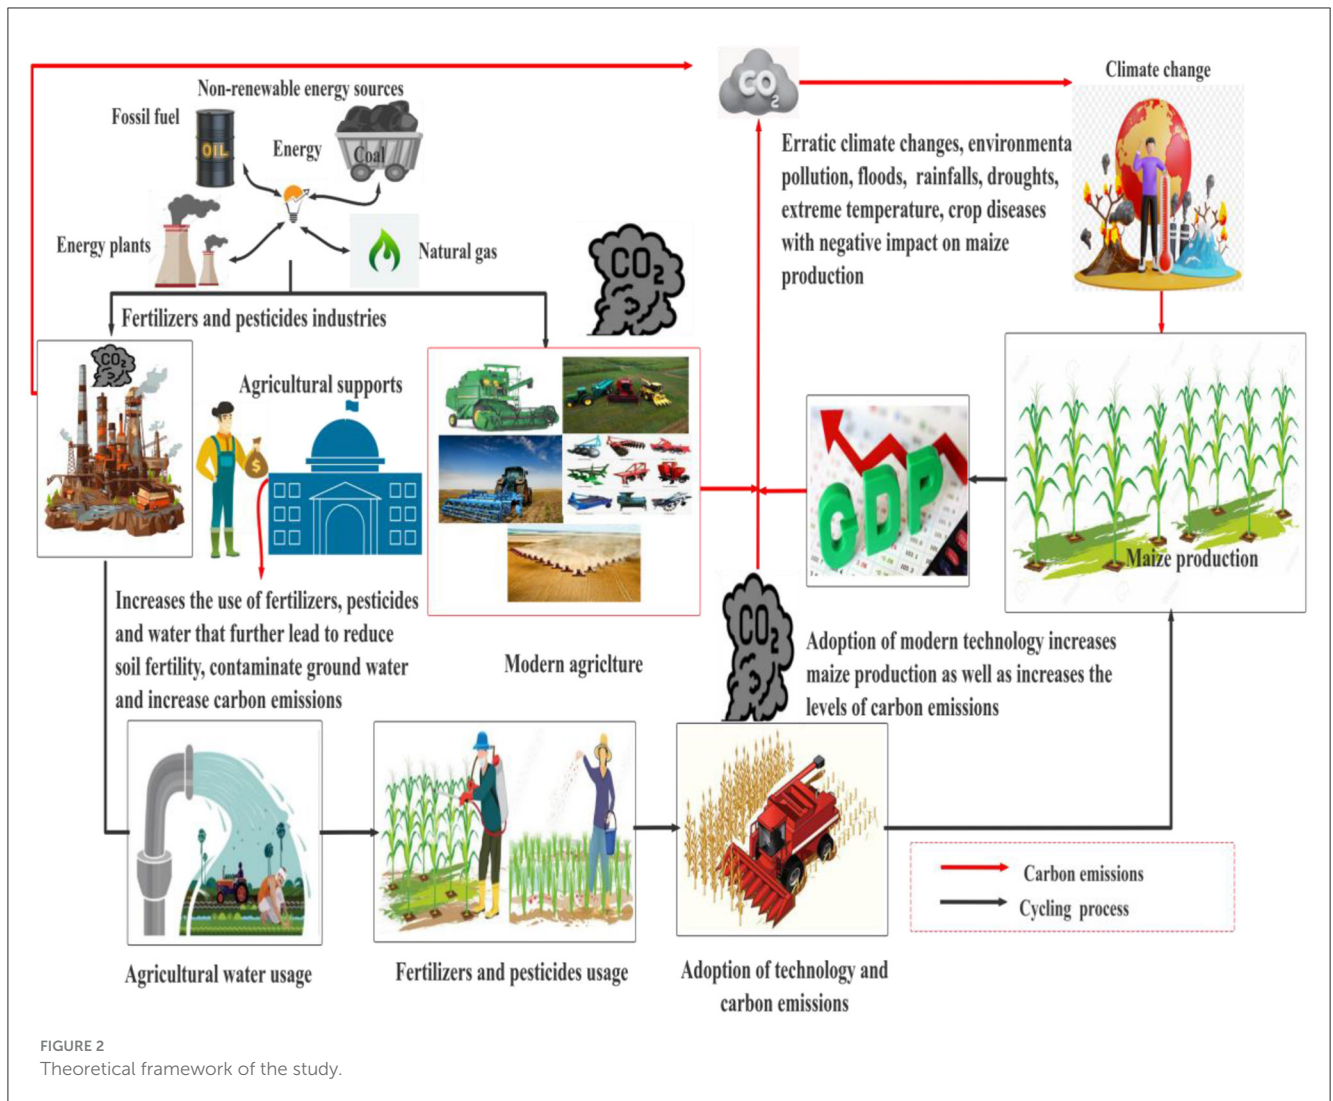 Non-renewable energy sources
Fossil fuel
OIL
Energy
Coal
Energy plants
Natural gas
CO2
Climate change
Erratic climate changes, environmenta
pollution, floods, rainfalls, droughts,
extreme temperature, crop diseases
with negative impact on maize
production
CO2
Fertilizers and pesticides industries
CO2
Agricultural supports
$
GDP
Maize production
Increases the use of fertilizers, pesticides
and water that further lead to reduce
soil fertility, contaminate ground water
and increase carbon emissions
Modern agriclture
CO2
Adoption of modern technology increases
maize production as well as increases the
levels of carbon emissions
Carbon emissions
Cycling process
Agricultural water usage
Fertilizers and pesticides usage
Adoption of technology and
carbon emissions
FIGURE 2
Theoretical framework of the study.